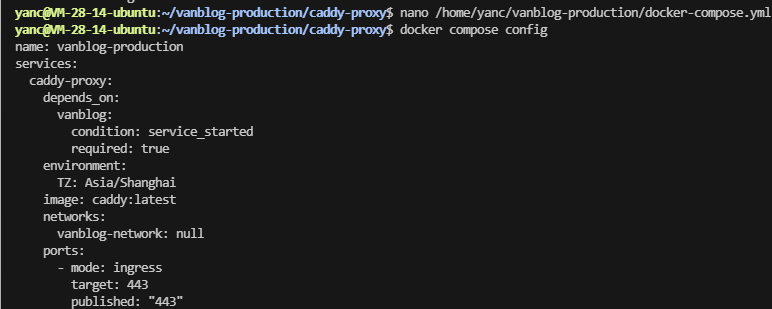 yanc@VM-28-14-ubuntu:~/vanblog-production/caddy-proxy$ nano /home/yanc/vanblog-production/docker-compose.yml
yanc@VM-28-14-ubuntu:~/vanblog-production/caddy-proxy$ docker compose config
name: vanblog-production
services:
  caddy-proxy:
    depends_on:
      vanblog:
        condition: service_started
        required: true
    environment:
      TZ: Asia/Shanghai
    image: caddy:latest
    networks:
      vanblog-network: null
    ports:
      - mode: ingress
        target: 443
        published: "443"